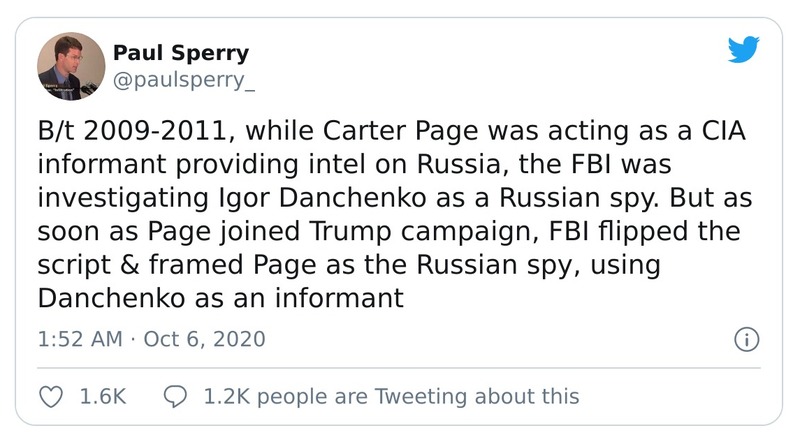 Paul Sperry
@paulsperry_
B/t 2009-2011, while Carter Page was acting as a CIA
informant providing intel on Russia, the FBI was
investigating Igor Danchenko as a Russian spy. But as
soon as Page joined Trump campaign, FBI flipped the
script & framed Page as the Russian spy, using
Danchenko as an informant
1:52 AM · Oct 6, 2020
1.6K 1.2K people are Tweeting about this